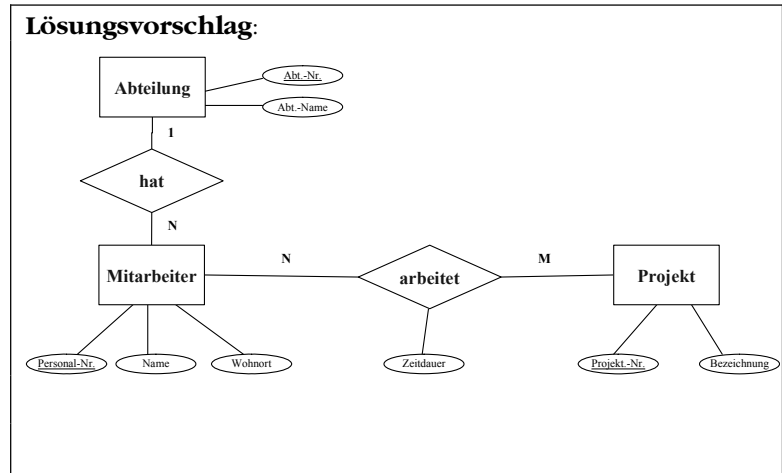 Lösungsvorschlag:
Abteilung
Abt.-Nr.
Abt.-Name
1
hat
N
Mitarbeiter
N
arbeitet
M
Projekt
Personal-Nr.
Name
Wohnort
Zeitdauer
Projekt.-Nr.
Bezeichnung